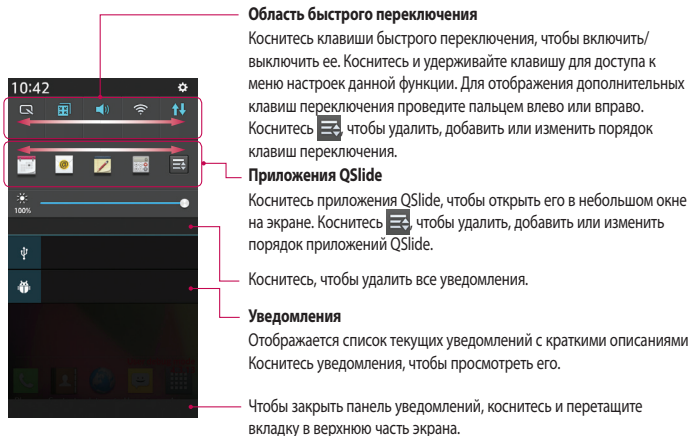 Область быстрого переключения
Коснитесь клавиши быстрого переключения, чтобы включить/
выключить ее. Коснитесь и удерживайте клавишу для доступа к
меню настроек данной функции. Для отображения дополнительных
клавиш переключения проведите пальцем влево или вправо.
Коснитесь , чтобы удалить, добавить или изменить порядок
клавиш переключения.
Приложения QSlide
Коснитесь приложения QSlide, чтобы открыть его в небольшом окне
на экране. Коснитесь , чтобы удалить, добавить или изменить
порядок приложений QSlide.
Коснитесь, чтобы удалить все уведомления.
Уведомления
Отображается список текущих уведомлений с краткими описаниями
Коснитесь уведомления, чтобы просмотреть его.
Чтобы закрыть панель уведомлений, коснитесь и перетащите
вкладку в верхнюю часть экрана.
10:42
100%